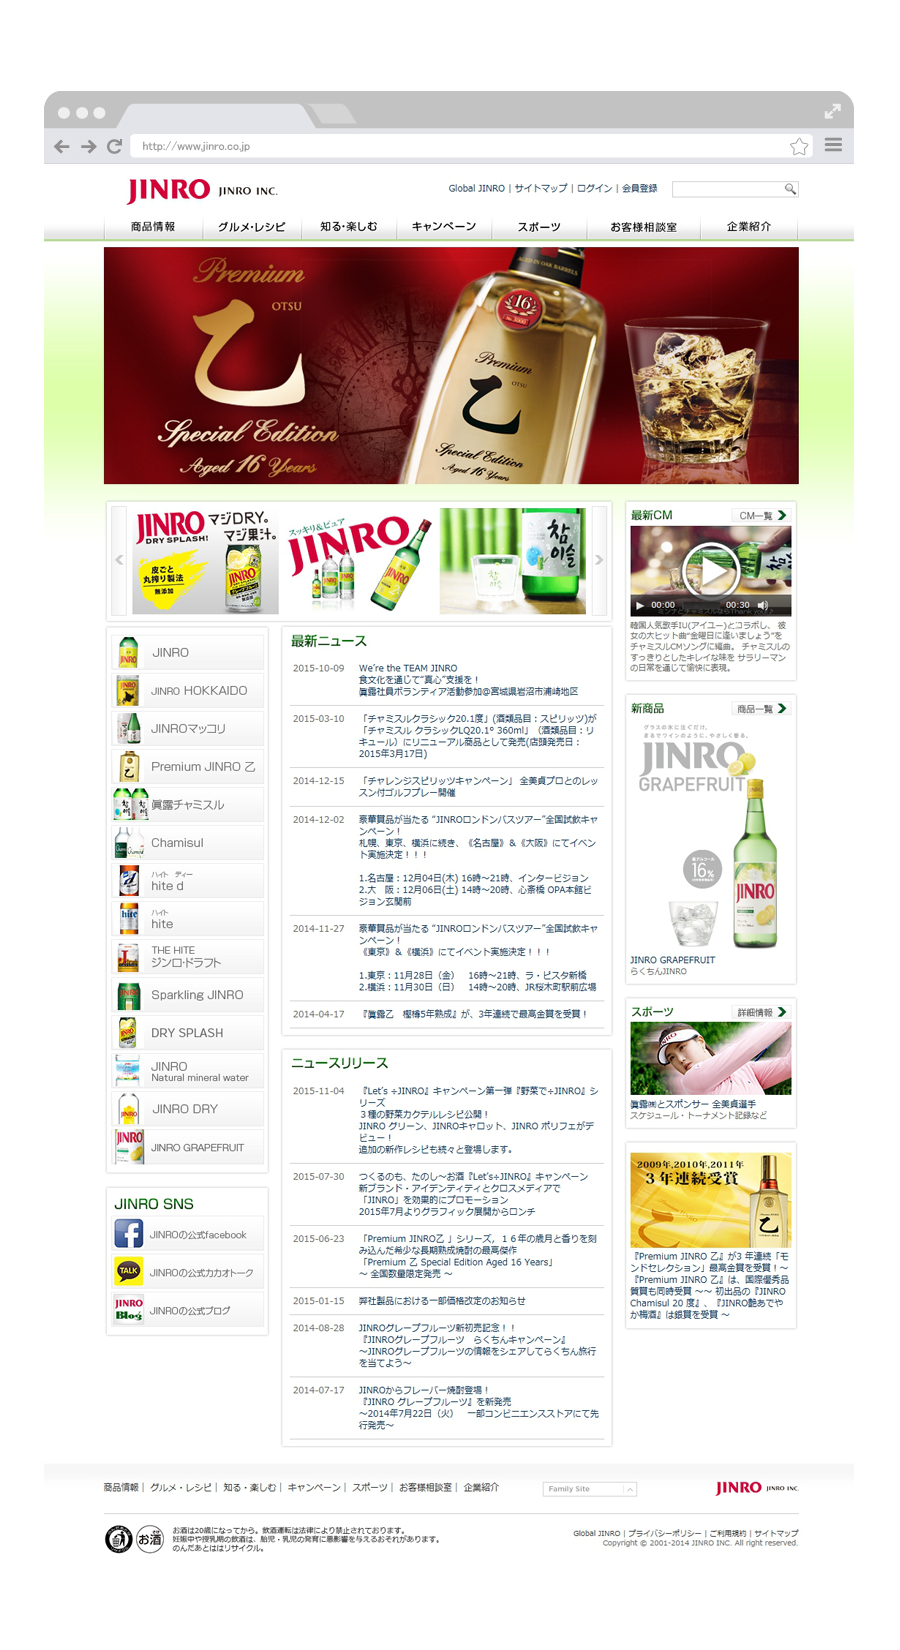 http://www.jinro.co.jp
JINRO JINRO INC.
Global JINRO | サイトマップ | ログイン | 会員登録
商品情報
グルメ・レシピ
知る・楽しむ
キャンペーン
スポーツ
お客様相談室
企業紹介
Premium
乙
OTSU
Special Edition
Aged 16 Years
AGED IN OAK BARRELS
16
Premium
乙
OTSU
Special Edition
Aged 16 Years
JINRO
DRY SPLASH!
マジDRY。
マジ果汁。
皮ごと
丸搾り製法
無添加
JINRO
スッキリ&ピュア
JINRO
참이슬
JINRO
JINRO HOKKAIDO
JINROマッコリ
Premium JINRO 乙
眞露チャミスル
Chamisul
ハイト ディー
hite d
ハイト
hite
THE HITE
ジンロ・ドラフト
Sparkling JINRO
DRY SPLASH
JINRO
Natural mineral water
JINRO DRY
JINRO GRAPEFRUIT
JINRO SNS
JINROの公式facebook
TALK
JINROの公式カカオトーク
JINRO
Blog
JINROの公式ブログ
最新ニュース
2015-10-09 We're the TEAM JINRO
食文化を通じて“真心”支援を！
眞露社員ボランティア活動参加@宮城県岩沼市浦崎地区
2015-03-10 「チャミスルクラシック20.1度」(酒類品目：スピリッツ)が
「チャミスル クラシックLQ20.1º 360ml」（酒類品目：リ
キュール）にリニューアル商品として発売(店頭発売日：
2015年3月17日)
2014-12-15 「チャレンジスピリッツキャンペーン」 全美貞プロとのレッ
スン付ゴルフプレー開催
2014-12-02 豪華賞品が当たる “JINROロンドンバスツアー”全国試飲キャ
ンペーン！
札幌、東京、横浜に続き、《名古屋》＆《大阪》にてイベン
ト実施決定！！！
1.名古屋：12月04日(木) 16時～21時、インタービジョン
2.大　阪：12月06日(土) 14時～20時、心斎橋 OPA本館ビ
ジョン玄関前
2014-11-27 豪華賞品が当たる “JINROロンドンバスツアー”全国試飲キャ
ンペーン！
《東京》＆《横浜》にてイベント実施決定！！！
1.東京：11月28日（金）　16時～21時、ラ・ピスタ新橋
2.横浜：11月30日（日）　14時～20時、JR桜木町駅前広場
2014-04-17 『眞露乙　樫樽5年熟成』が、3年連続で最高金賞を受賞！
ニュースリリース
2015-11-04 『Let's ÷JINRO』キャンペーン第一弾『野菜で÷JINRO』シ
リーズ
３種の野菜カクテルレシピ公開！
JINRO グリーン、JINROキャロット、JINRO ポリフェがデ
ビュー！
追加の新作レシピも続々と登場します。
2015-07-30 つくるのも、たのし～お酒『Let's÷JINRO』キャンペーン
新ブランド・アイデンティティとクロスメディアで
「JINRO」を効果的にプロモーション
2015年7月よりグラフィック展開からロンチ
2015-06-23 「Premium JINRO乙 」シリーズ，１６年の歳月と香りを刻
み込んだ希少な長期熟成焼酎の最高傑作
「Premium 乙 Special Edition Aged 16 Years」
～ 全国数量限定発売 ～
2015-01-15 弊社製品における一部価格改定のお知らせ
2014-08-28 JINROグレープフルーツ新初売記念！！
『JINROグレープフルーツ　らくちんキャンペーン』
～JINROグレープフルーツの情報をシェアしてらくちん旅行
を当てよう～
2014-07-17 JINROからフレーバー焼酎登場！
『JINRO グレープフルーツ』を新発売
～2014年7月22日（火）　一部コンビニエンスストアにて先
行発売～
最新CM
CM一覧
00:00 00:30
韓国人気歌手IU(アイユー)とコラボし、彼
女の大ヒット曲“金曜日に逢いましょう”を
チャミスルCMソングに編曲。 チャミスルの
すっきりとしたキレイな味を サラリーマン
の日常を通じて愉快に表現。
新商品
商品一覧
グラスの氷に注ぐだけ。
まるでワインのように、やさしく香る。
JINRO
GRAPEFRUIT
16%
JINRO
JINRO GRAPEFRUIT
らくちんJINRO
スポーツ
詳細情報
眞露㈱とスポンサー 全美貞選手
スケジュール・トーナメント記録など
2009年,2010年,2011年
３年連続受賞
乙
『Premium JINRO 乙』が3 年連続「モ
ンドセレクション」最高金賞を受賞！～
『Premium JINRO 乙』は、国際優秀品
質賞も同時受賞 ～～ 初出品の『JINRO
Chamisul 20 度』、『JINRO艶あでや
か梅酒』は銀賞を受賞 ～
商品情報 | グルメ・レシピ | 知る・楽しむ | キャンペーン | スポーツ | お客様相談室 | 企業紹介
Family Site
JINRO JINRO INC.
お酒
お酒は20歳になってから。飲酒運転は法律により禁止されております。
妊娠中や授乳期の飲酒は、胎児・乳児の発育に悪影響を与えるおそれがあります。
のんだあとははリサイクル。
Global JINRO | プライバシーポリシー | ご利用規約 | サイトマップ
Copyright © 2001-2014 JINRO INC. All right reserved.